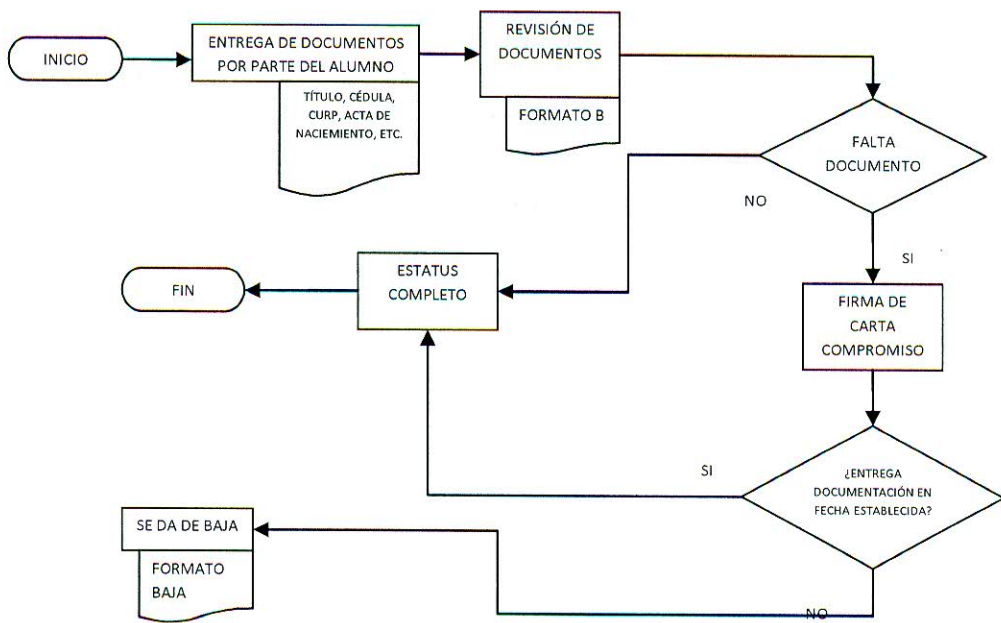 INICIO
ENTREGA DE DOCUMENTOS
POR PARTE DEL ALUMNO
TÍTULO, CÉDULA,
CURP, ACTA DE
NACIEMIENTO, ETC.
REVISIÓN DE
DOCUMENTOS
FORMATO B
FALTA
DOCUMENTO
NO
SI
ESTATUS
COMPLETO
FIN
FIRMA DE
CARTA
COMPROMISO
SI
¿ENTREGA
DOCUMENTACIÓN EN
FECHA ESTABLECIDA?
SE DA DE BAJA
FORMATO
BAJA
NO